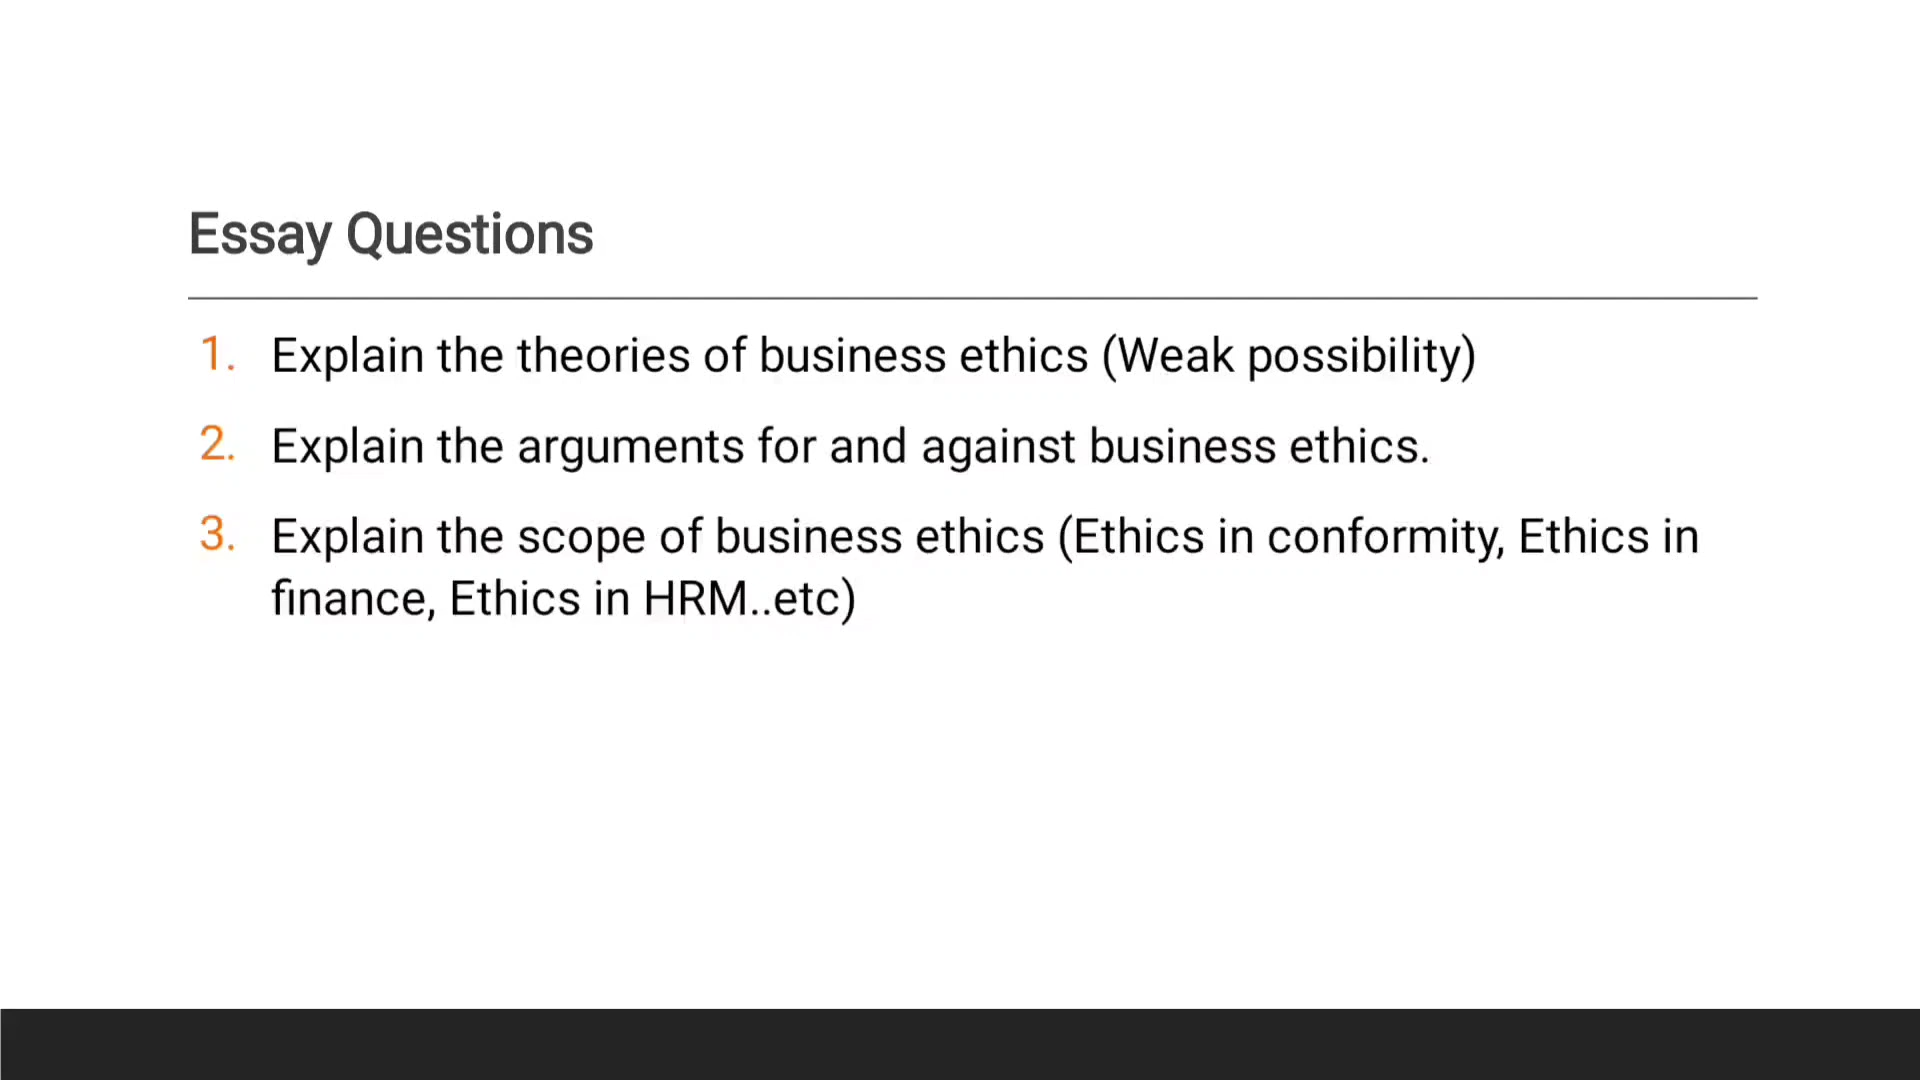 Essay Questions
1. Explain the theories of business ethics (Weak possibility)
2. Explain the arguments for and against business ethics.
3. Explain the scope of business ethics (Ethics in conformity, Ethics in
finance, Ethics in HRM..etc)